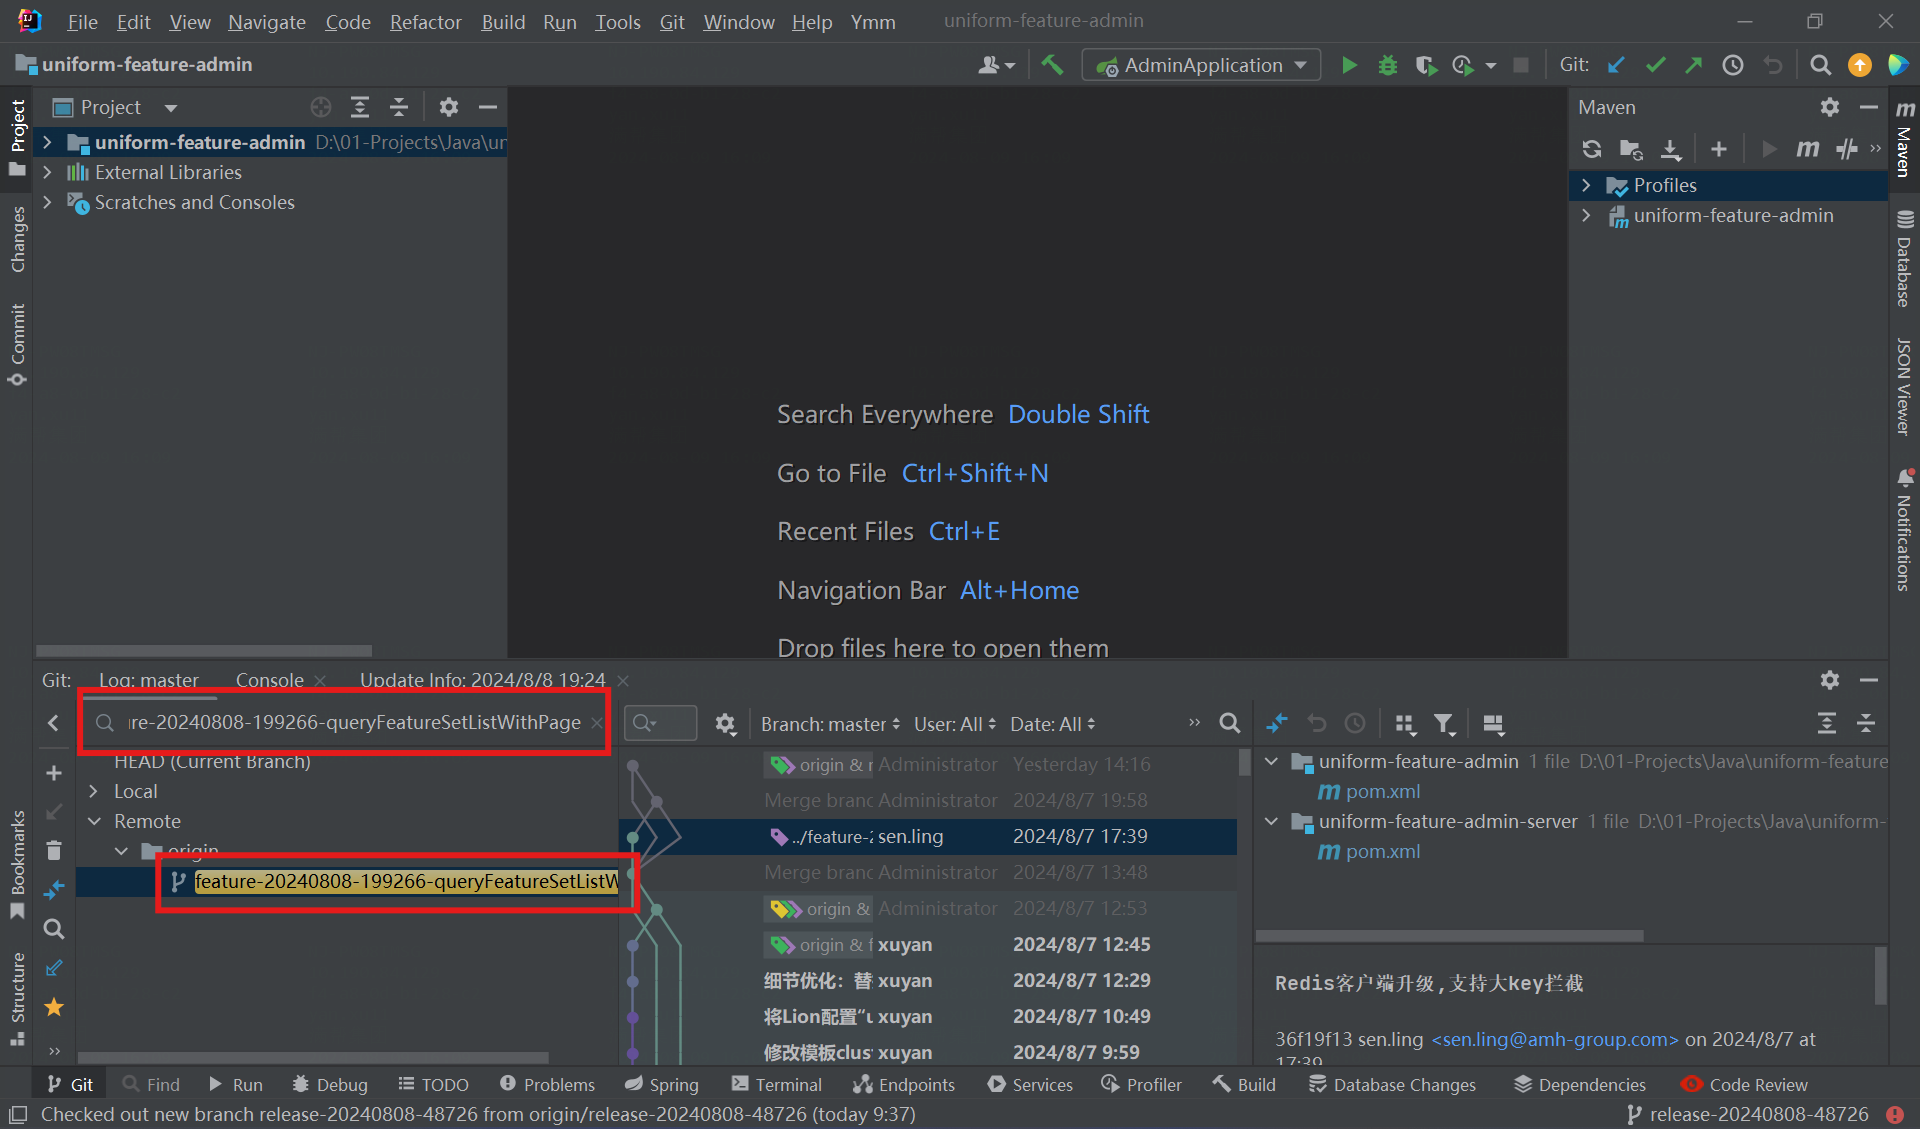 File Edit View Navigate Code Refactor Build Run Tools Git Window Help Ymm uniform-feature-admin
uniform-feature-admin
AdminApplication
Git:
Project
uniform-feature-admin D:\01-Projects\Java\un
External Libraries
Scratches and Consoles
Project
Changes
Commit
Bookmarks
Structure
Search Everywhere Double Shift
Go to File Ctrl+Shift+N
Recent Files Ctrl+E
Navigation Bar Alt+Home
Drop files here to open them
Maven
Profiles
uniform-feature-admin
Maven
Database
JSON Viewer
Notifications
Git: Log: master Console Update Info: 2024/8/8 19:24
re-20240808-199266-queryFeatureSetListWithPage
HEAD (Current Branch)
Local
Remote
origin
feature-20240808-199266-queryFeatureSetListW
Branch: master User: All Date: All
origin & r Administrator Yesterday 14:16
Merge branc Administrator 2024/8/7 19:58
../feature-2 sen.ling 2024/8/7 17:39
Merge branc Administrator 2024/8/7 13:48
origin & Administrator 2024/8/7 12:53
origin & f xuyan 2024/8/7 12:45
细节优化：替 xuyan 2024/8/7 12:29
将Lion配置“u xuyan 2024/8/7 10:49
修改模板clus xuyan 2024/8/7 9:59
uniform-feature-admin 1 file D:\01-Projects\Java\uniform-feature
pom.xml
uniform-feature-admin-server 1 file D:\01-Projects\Java\uniform-
pom.xml
Redis客户端升级,支持大key拦截
36f19f13 sen.ling <sen.ling@amh-group.com> on 2024/8/7 at
17:39
Git Find Run Debug TODO Problems Spring Terminal Endpoints Services Profiler Build Database Changes Dependencies Code Review
Checked out new branch release-20240808-48726 from origin/release-20240808-48726 (today 9:37)
release-20240808-48726